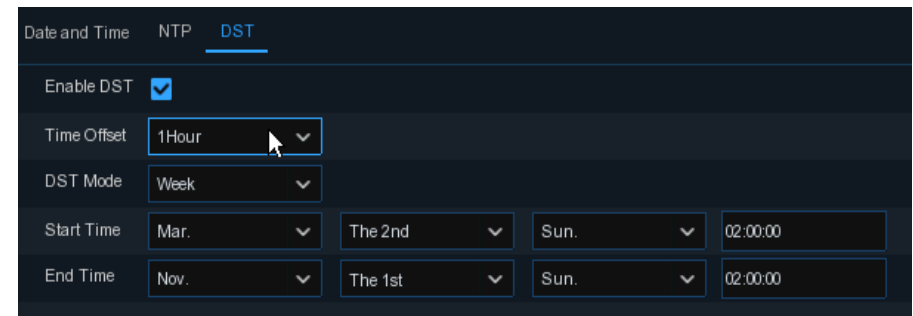 Date and Time NTP DST
Enable DST
Time Offset 1Hour
DST Mode Week
Start Time Mar. The 2nd Sun. 02:00:00
End Time Nov. The 1st Sun. 02:00:00